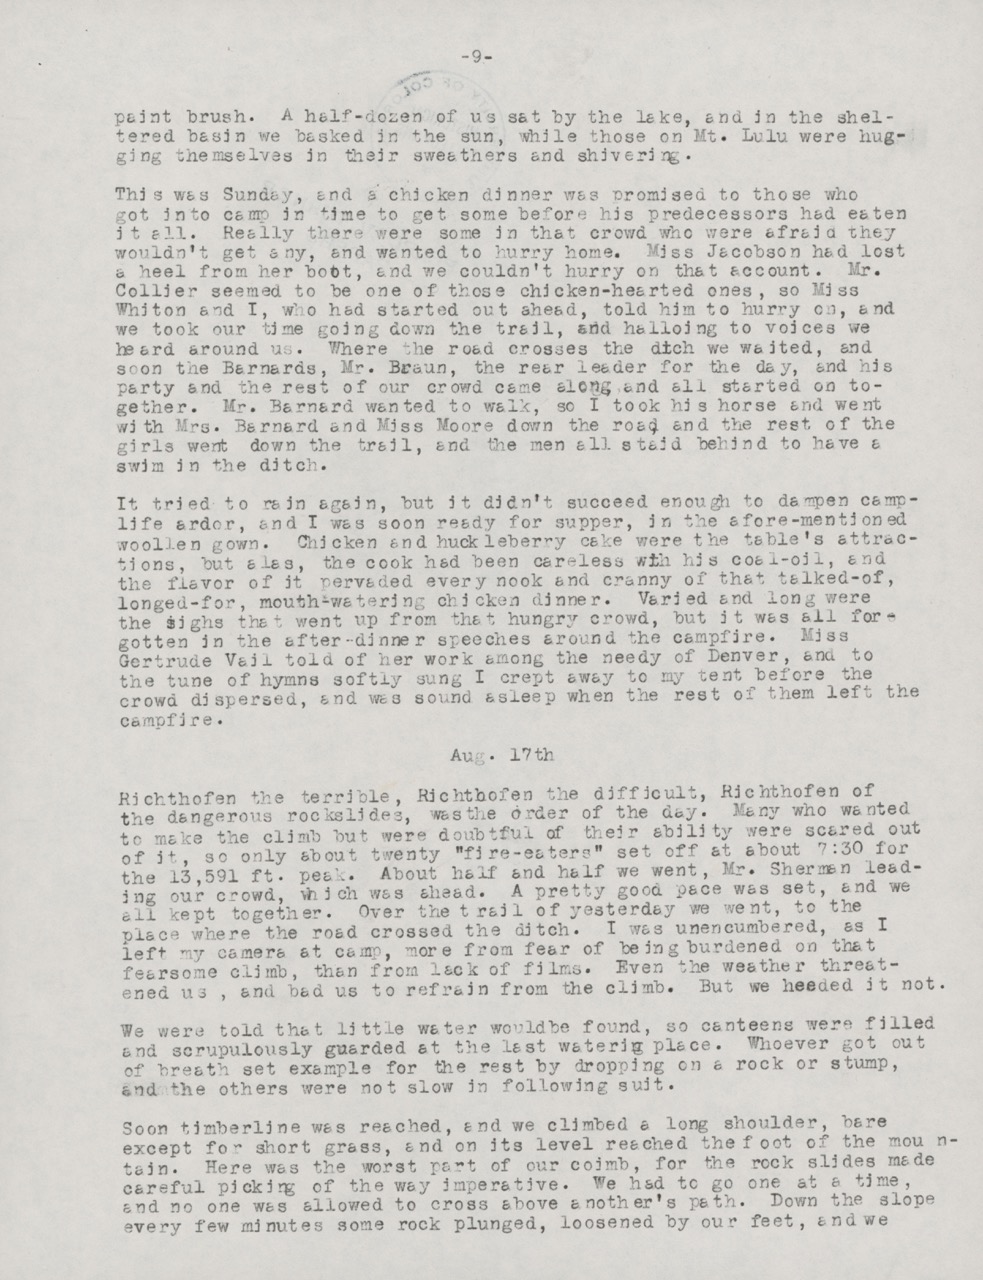 -9-
paint brush.  A half-dozen of us sat by the lake, and in the shel-
tered basin we basked in the sun, while those on Mt. Lulu were hug-
ging themselves in their sweathers and shivering.
This was Sunday, and a chicken dinner was promised to those who
got into camp in time to get some before his predecessors had eaten
it all.  Really there were some in that crowd who were afraid they
wouldn't get any, and wanted to hurry home.  Miss Jacobson had lost
a heel from her boot, and we couldn't hurry on that account.  Mr.
Collier seemed to be one of those chicken-hearted ones, so Miss
Whiton and I, who had started out ahead, told him to hurry on, and
we took our time going down the trail, and halloing to voices we
heard around us.  Where the road crosses the ditch we waited, and
soon the Barnards, Mr. Braun, the rear leader for the day, and his
party and the rest of our crowd came along and all started on to-
gether.  Mr. Barnard wanted to walk, so I took his horse and went
with Mrs. Barnard and Miss Moore down the road and the rest of the
girls went down the trail, and the men all staid behind to have a
swim in the ditch.
It tried to rain again, but it didn't succeed enough to dampen camp-
life ardor, and I was soon ready for supper, in the afore-mentioned
woollen gown.  Chicken and huckleberry cake were the table's attrac-
tions, but alas, the cook had been careless with his coal-oil, and
the flavor of it pervaded every nook and cranny of that talked-of,
longed-for, mouth-watering chicken dinner.  Varied and long were
the sighs that went up from that hungry crowd, but it was all for-
gotten in the after-dinner speeches around the campfire.  Miss
Gertrude Vail told of her work among the needy of Denver, and to
the tune of hymns softly sung I crept away to my tent before the
crowd dispersed, and was sound asleep when the rest of them left the
campfire.
Aug. 17th
Richthofen the terrible, Richthofen the difficult, Richthofen of
the dangerous rockslides, wasthe order of the day.  Many who wanted
to make the climb but were doubtful of their ability were scared out
of it, so only about twenty "fire-eaters" set off at about 7:30 for
the 13,591 ft. peak.  About half and half we went, Mr. Sherman lead-
ing our crowd, which was ahead.  A pretty good pace was set, and we
all kept together.  Over the trail of yesterday we went, to the
place where the road crossed the ditch.  I was unencumbered, as I
left my camera at camp, more from fear of being burdened on that
fearsome climb, than from lack of films.  Even the weather threat-
ened us , and bad us to refrain from the climb.  But we heeded it not.
We were told that little water wouldbe found, so canteens were filled
and scrupulously guarded at the last watering place.  Whoever got out
of breath set example for the rest by dropping on a rock or stump,
and the others were not slow in following suit.
Soon timberline was reached, and we climbed a long shoulder, bare
except for short grass, and on its level reached the foot of the moun-
tain.  Here was the worst part of our coimb, for the rock slides made
careful picking of the way imperative.  We had to go one at a time,
and no one was allowed to cross above another's path.  Down the slope
every few minutes some rock plunged, loosened by our feet, and we